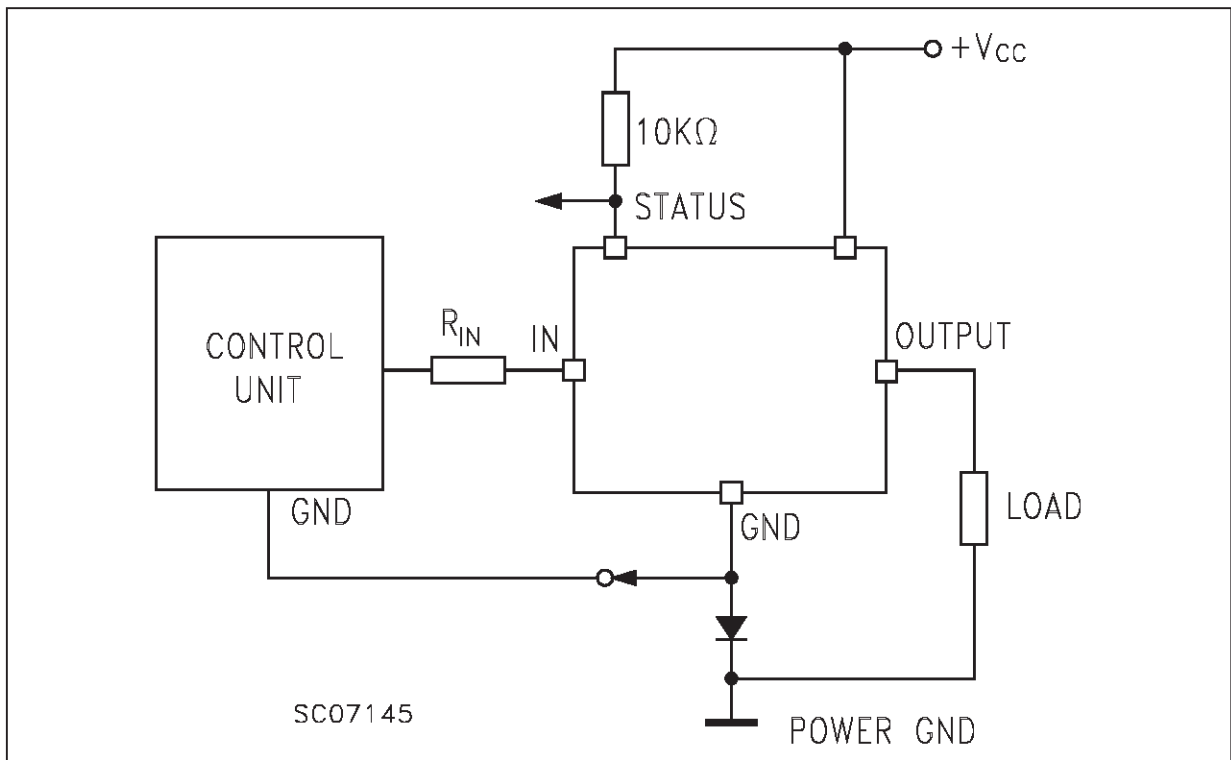 +VCC
10KΩ
STATUS
CONTROL
UNIT
RIN
IN
OUTPUT
GND
GND
LOAD
SC07145
POWER GND